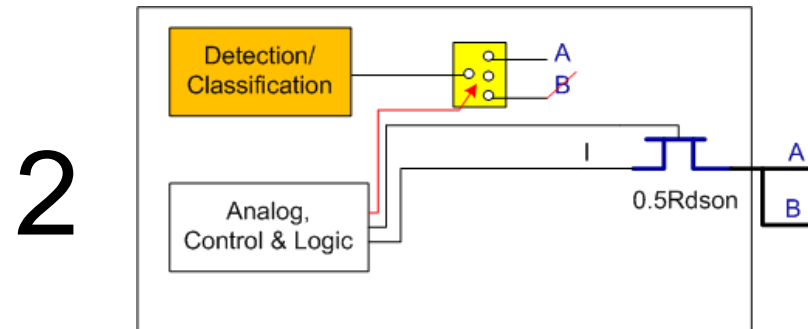 2
Detection/
Classification
A
B
I
0.5Rdson
A
B
Analog,
Control & Logic